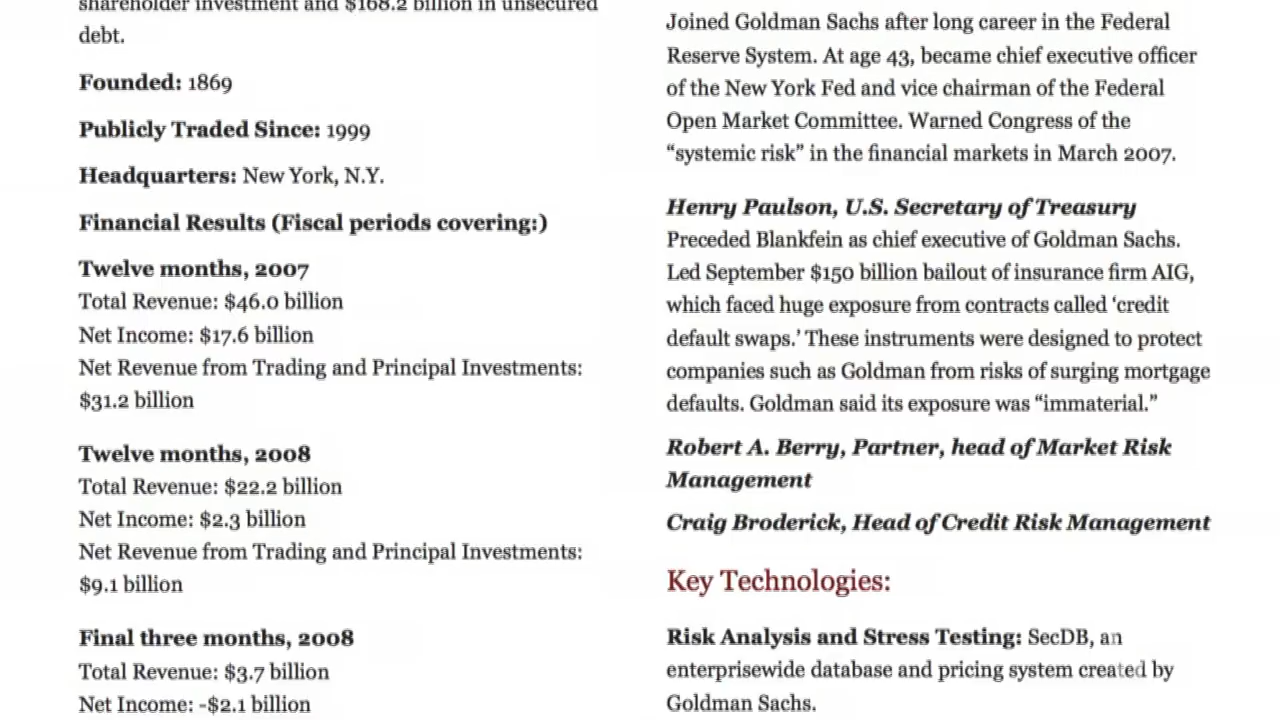 shareholder investment and $168.2 billion in unsecured
debt.
Founded: 1869
Publicly Traded Since: 1999
Headquarters: New York, N.Y.
Financial Results (Fiscal periods covering:)
Twelve months, 2007
Total Revenue: $46.0 billion
Net Income: $17.6 billion
Net Revenue from Trading and Principal Investments:
$31.2 billion
Twelve months, 2008
Total Revenue: $22.2 billion
Net Income: $2.3 billion
Net Revenue from Trading and Principal Investments:
$9.1 billion
Final three months, 2008
Total Revenue: $3.7 billion
Net Income: -$2.1 billion
Joined Goldman Sachs after long career in the Federal
Reserve System. At age 43, became chief executive officer
of the New York Fed and vice chairman of the Federal
Open Market Committee. Warned Congress of the
“systemic risk” in the financial markets in March 2007.
Henry Paulson, U.S. Secretary of Treasury
Preceded Blankfein as chief executive of Goldman Sachs.
Led September $150 billion bailout of insurance firm AIG,
which faced huge exposure from contracts called ‘credit
default swaps.’ These instruments were designed to protect
companies such as Goldman from risks of surging mortgage
defaults. Goldman said its exposure was “immaterial.”
Robert A. Berry, Partner, head of Market Risk
Management
Craig Broderick, Head of Credit Risk Management
Key Technologies:
Risk Analysis and Stress Testing: SecDB, an
enterprisewide database and pricing system created by
Goldman Sachs.